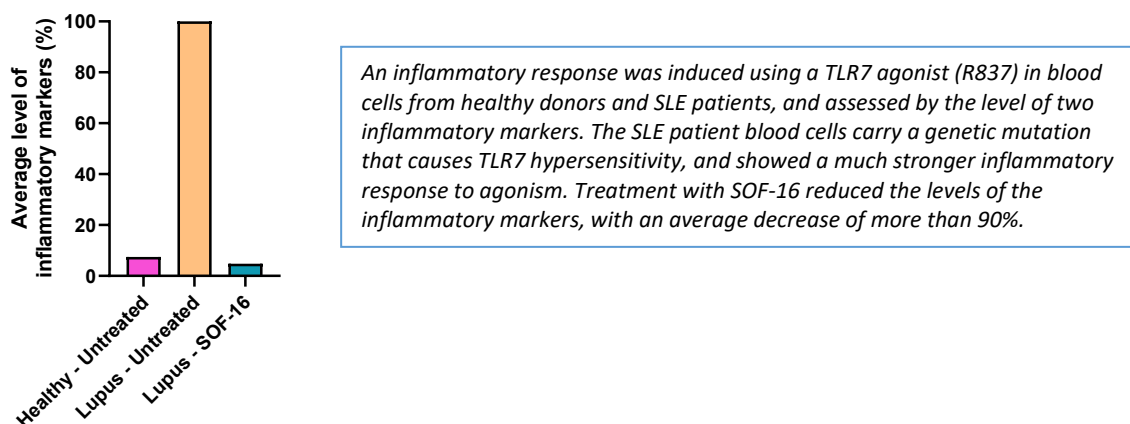 Average level of
inflammatory markers (%)
100
80
60
40
20
0
Healthy - Untreated
Lupus - Untreated
Lupus - SOF-16
An inflammatory response was induced using a TLR7 agonist (R837) in blood
cells from healthy donors and SLE patients, and assessed by the level of two
inflammatory markers. The SLE patient blood cells carry a genetic mutation
that causes TLR7 hypersensitivity, and showed a much stronger inflammatory
response to agonism. Treatment with SOF-16 reduced the levels of the
inflammatory markers, with an average decrease of more than 90%.